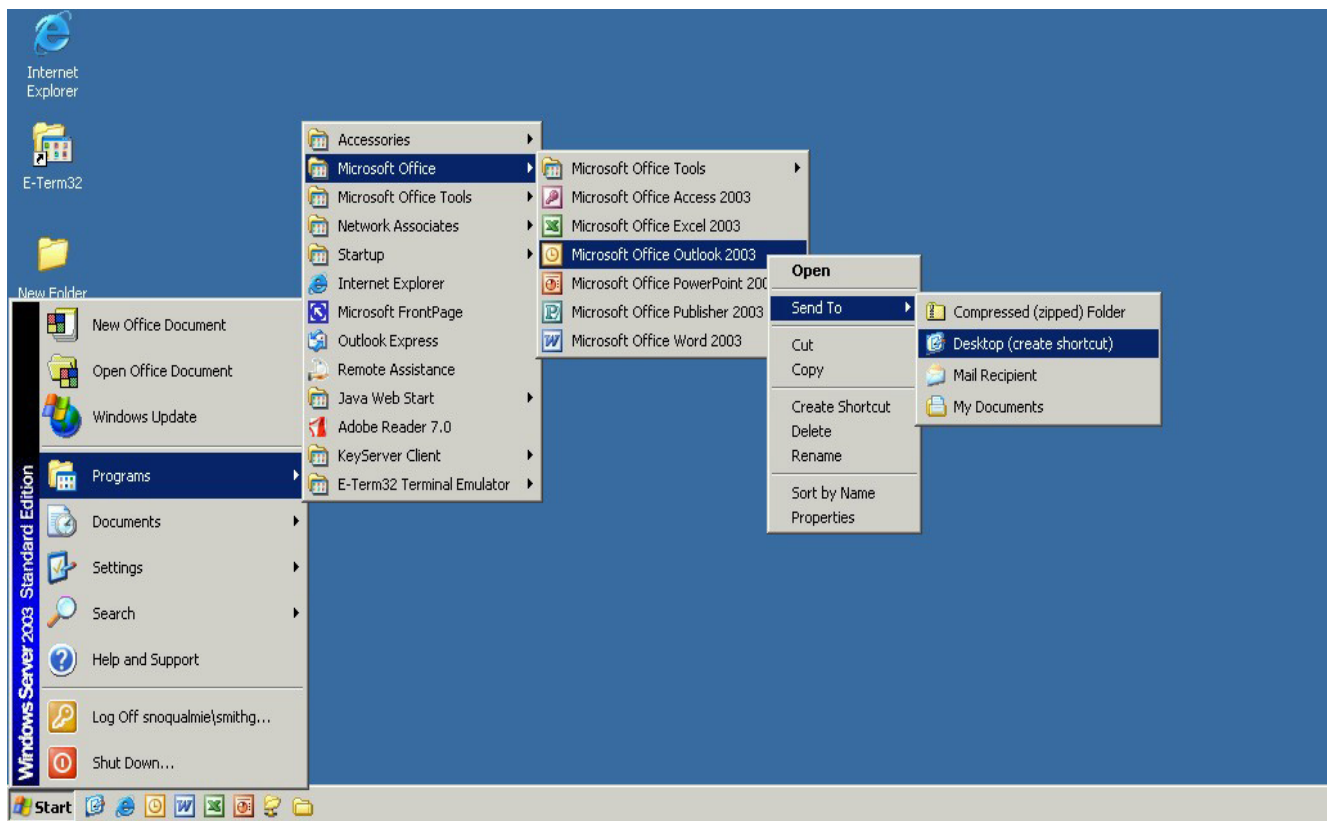 Internet
Explorer
E-Term32
New Folder
New Office Document
Open Office Document
Windows Update
Programs
Documents
Settings
Search
Help and Support
Log Off snoqualmie\smithg...
Shut Down...
Windows Server 2003 Standard Edition
Start
Accessories
Microsoft Office
Microsoft Office Tools
Network Associates
Startup
Internet Explorer
Microsoft FrontPage
Outlook Express
Remote Assistance
Java Web Start
Adobe Reader 7.0
KeyServer Client
E-Term32 Terminal Emulator
Microsoft Office Tools
Microsoft Office Access 2003
Microsoft Office Excel 2003
Microsoft Office Outlook 2003
Microsoft Office PowerPoint 200
Microsoft Office Publisher 2003
Microsoft Office Word 2003
Open
Send To
Cut
Copy
Create Shortcut
Delete
Rename
Sort by Name
Properties
Compressed (zipped) Folder
Desktop (create shortcut)
Mail Recipient
My Documents